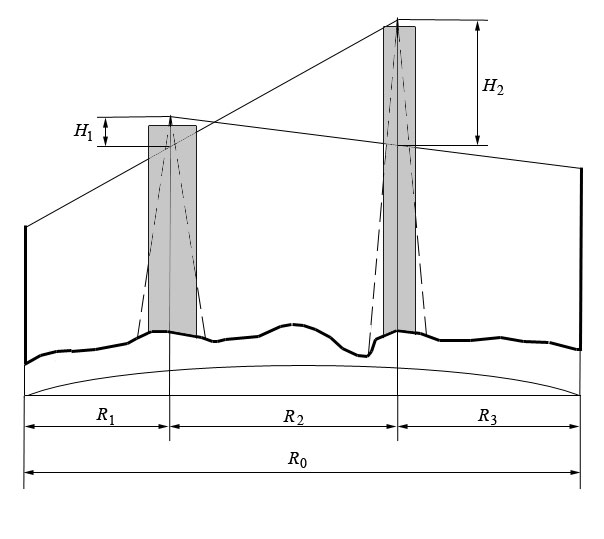 H₂
H₁
R₁ R₂ R₃
R₀